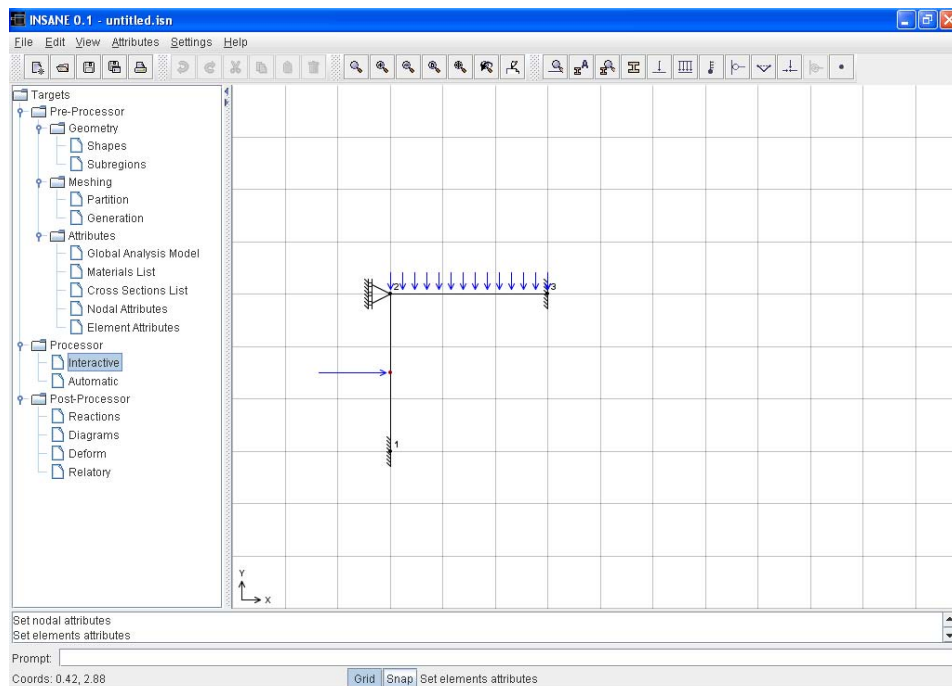 INSANE 0.1 - untitled.isn
File Edit View Attributes Settings Help
Targets
Pre-Processor
Geometry
Shapes
Subregions
Meshing
Partition
Generation
Attributes
Global Analysis Model
Materials List
Cross Sections List
Nodal Attributes
Element Attributes
Processor
Interactive
Automatic
Post-Processor
Reactions
Diagrams
Deform
Relatory
2
3
1
Y
X
Set nodal attributes
Set elements attributes
Prompt:
Coords: 0.42, 2.88 Grid Snap Set elements attributes